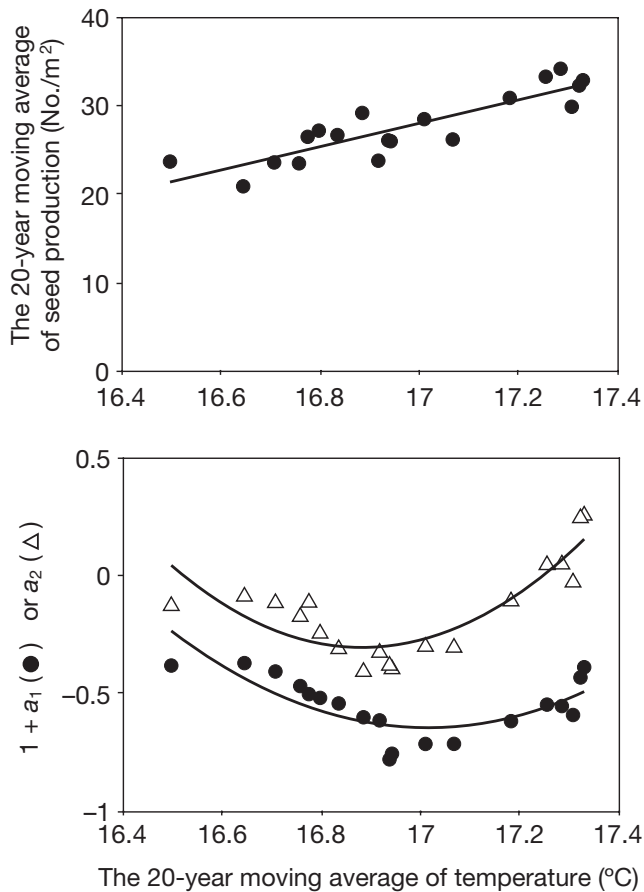 The 20-year moving average
of seed production (No./m²)
40
30
20
10
0
16.4 16.6 16.8 17 17.2 17.4
1 + a₁ (●) or a₂ (△)
0.5
0
−0.5
−1
16.4 16.6 16.8 17 17.2 17.4
The 20-year moving average of temperature (ºC)